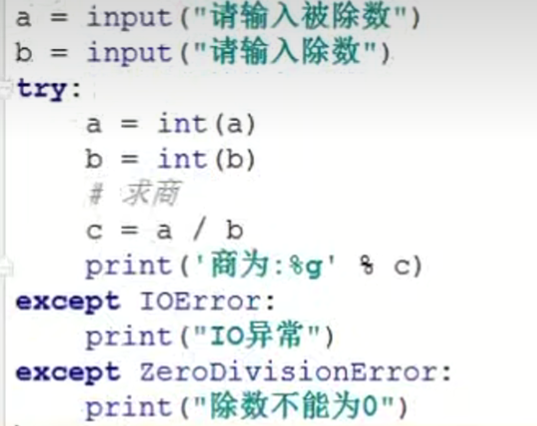 a = input("请输入被除数")
b = input("请输入除数")
try:
    a = int(a)
    b = int(b)
    # 求商
    c = a / b
    print('商为:%g' % c)
except IOError:
    print("IO异常")
except ZeroDivisionError:
    print("除数不能为0")